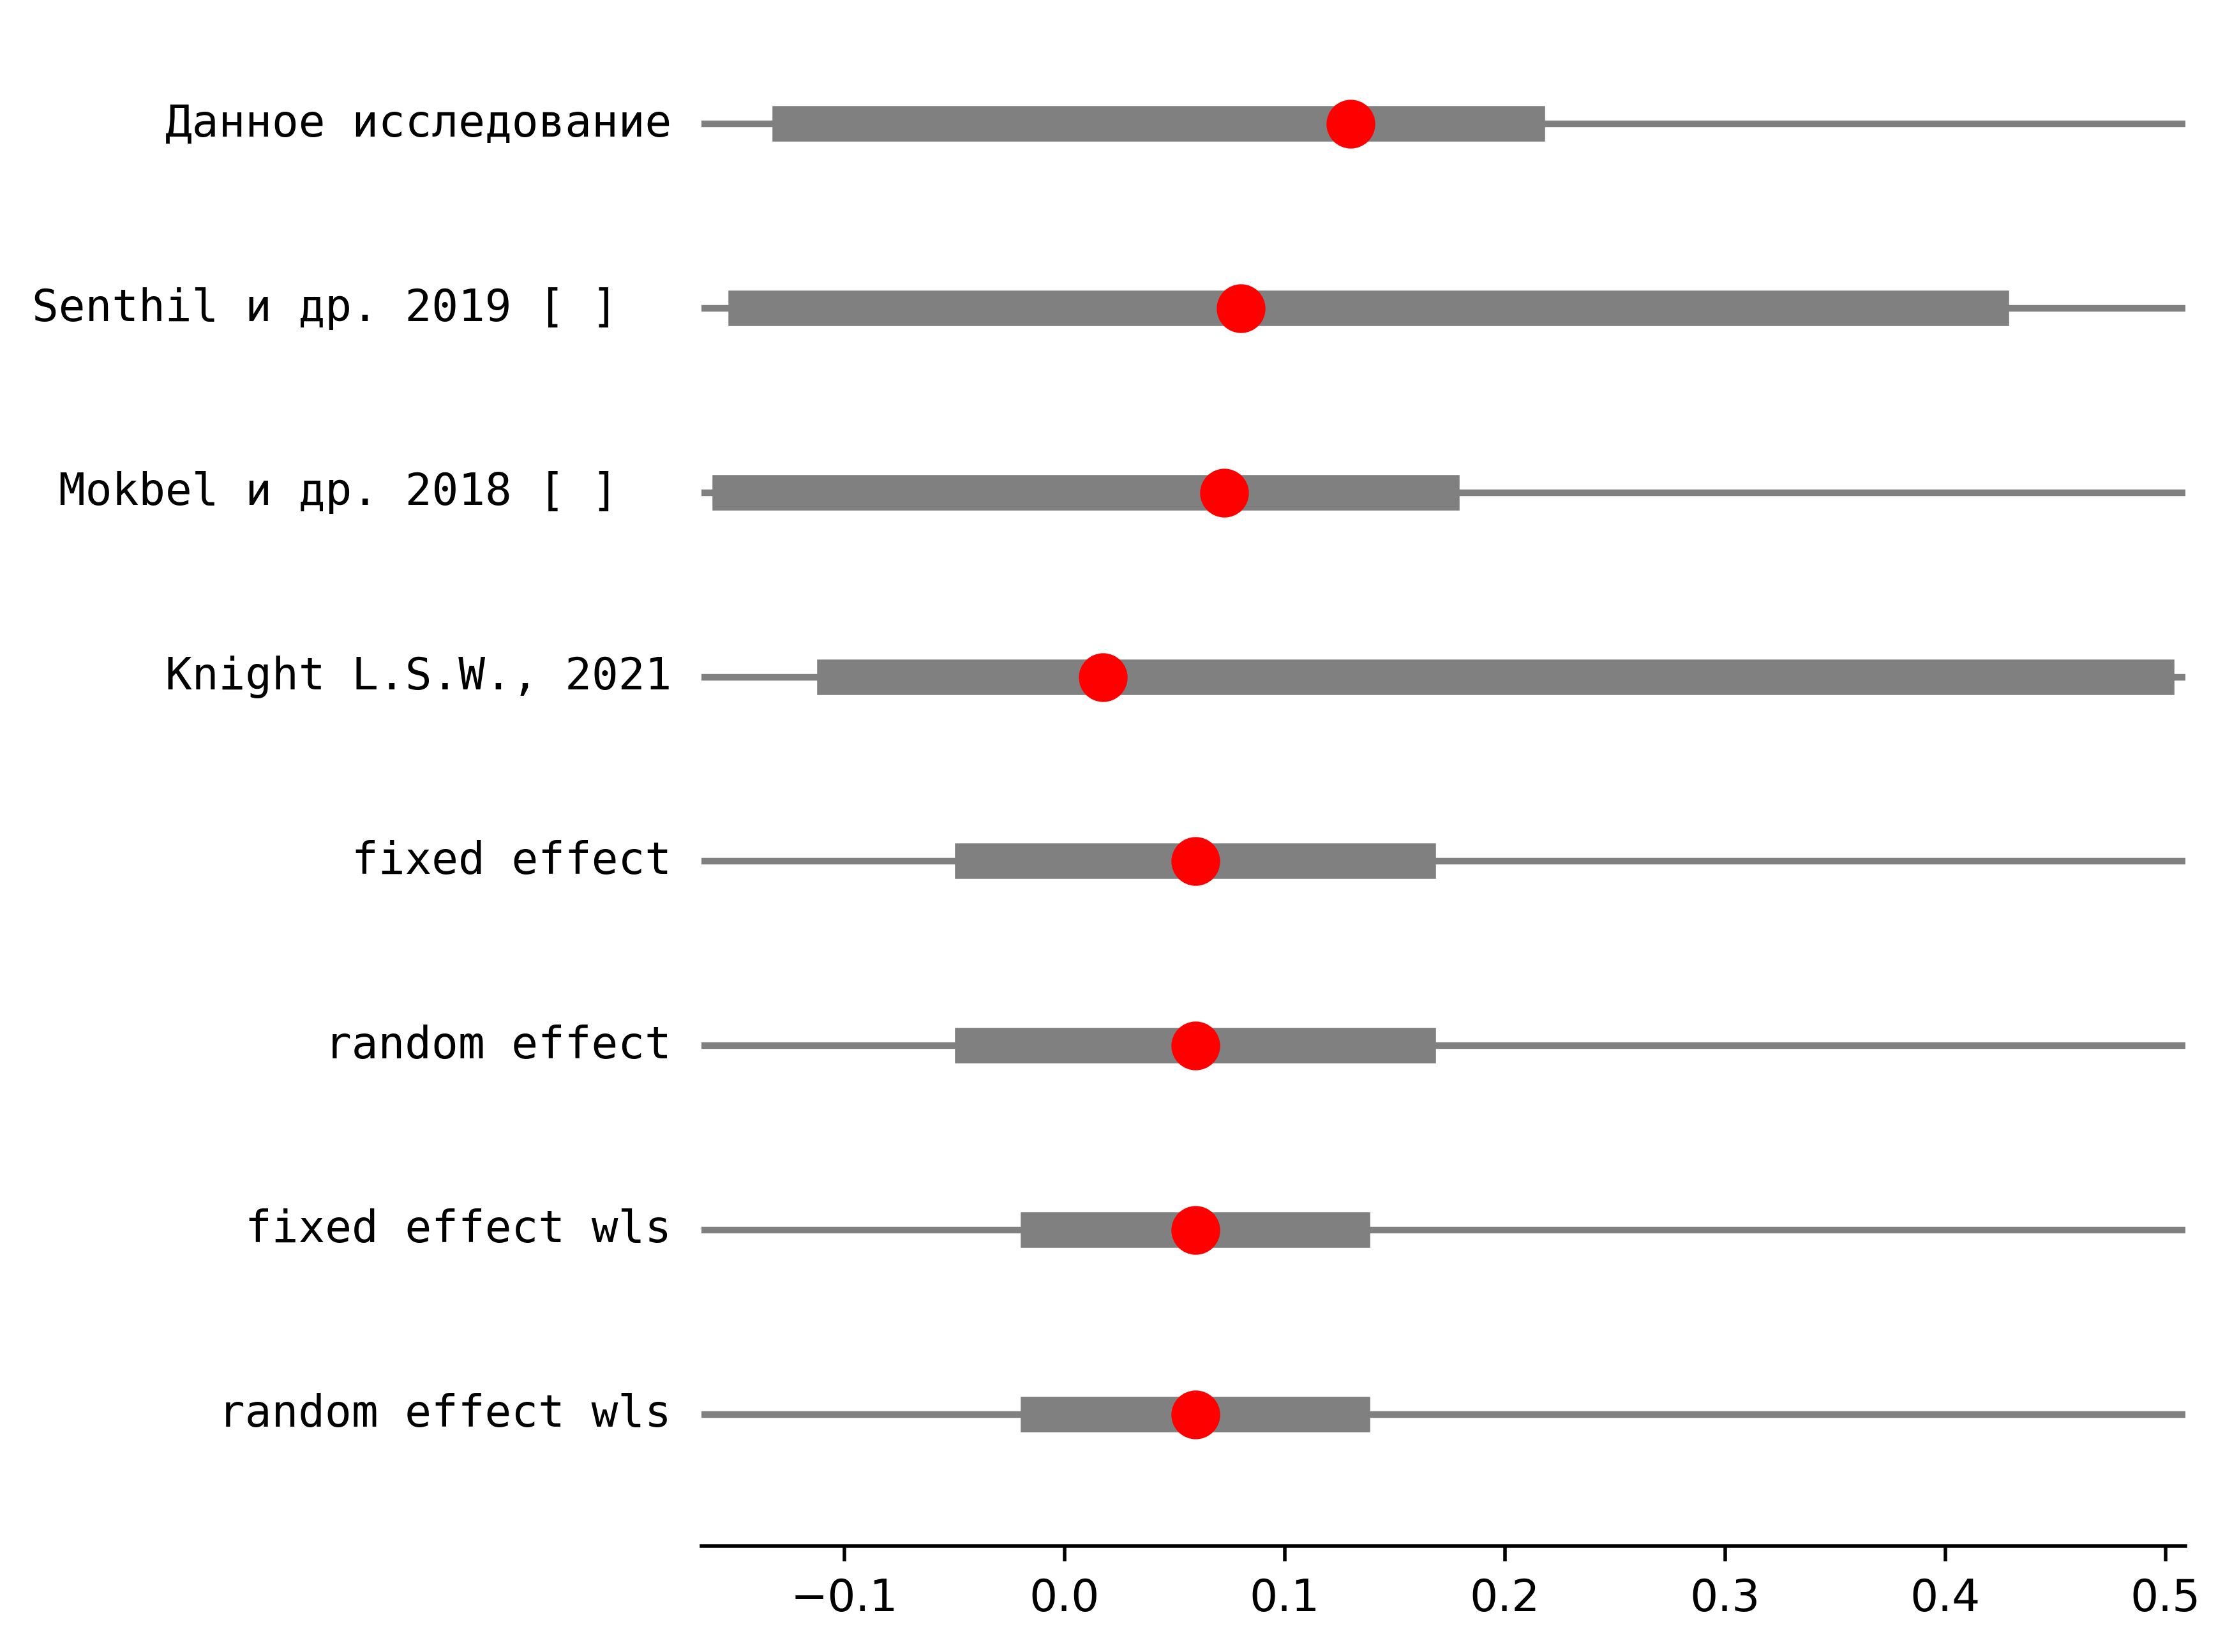 Данное исследование
Senthil и др. 2019 [ ]
Mokbel и др. 2018 [ ]
Knight L.S.W., 2021
fixed effect
random effect
fixed effect wls
random effect wls
−0.1 0.0 0.1 0.2 0.3 0.4 0.5